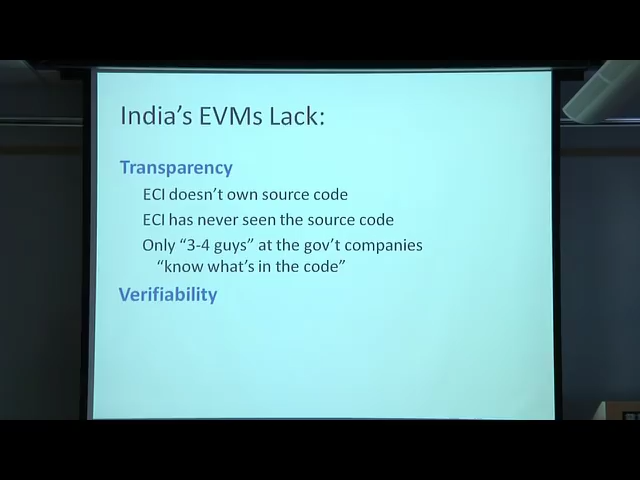 India’s EVMs Lack:
Transparency
ECI doesn’t own source code
ECI has never seen the source code
Only “3-4 guys” at the gov’t companies
“know what’s in the code”
Verifiability